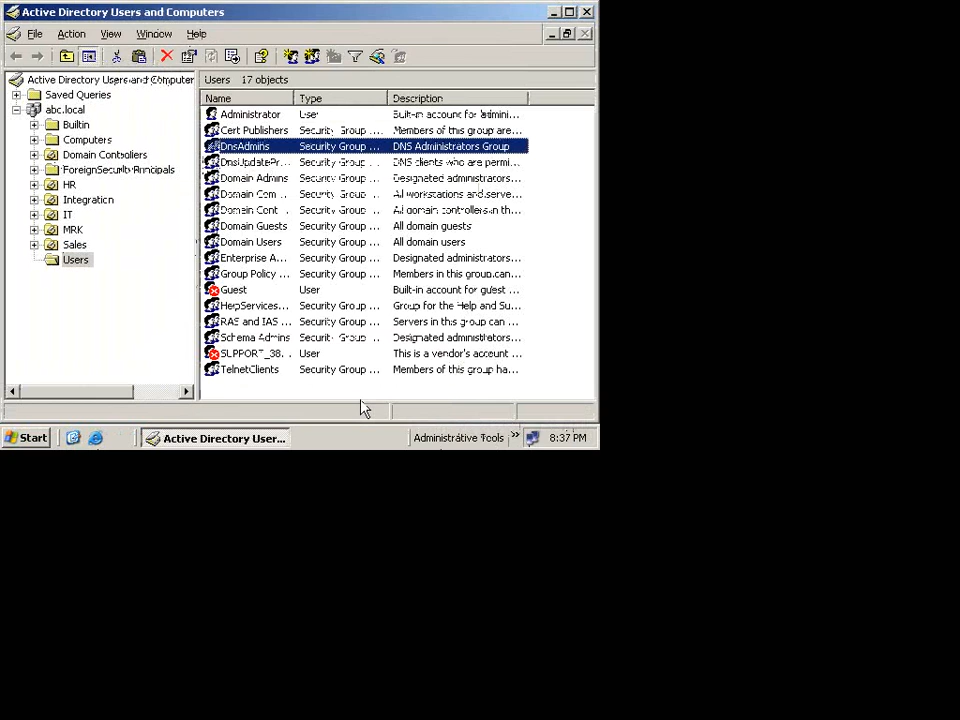 Active Directory Users and Computers
File Action View Window Help
Active Directory Users and Computer
Saved Queries
abc.local
Builtin
Computers
Domain Controllers
ForeignSecurityPrincipals
HR
Integration
IT
MRK
Sales
Users
Users 17 objects
Name Type Description
Administrator User Built-in account for admini...
Cert Publishers Security Group ... Members of this group are...
DnsAdmins Security Group ... DNS Administrators Group
DnsUpdatePr... Security Group ... DNS clients who are permi...
Domain Admins Security Group ... Designated administrators...
Domain Com... Security Group ... All workstations and serve...
Domain Cont... Security Group ... All domain controllers in th...
Domain Guests Security Group ... All domain guests
Domain Users Security Group ... All domain users
Enterprise A... Security Group ... Designated administrators...
Group Policy ... Security Group ... Members in this group can...
Guest User Built-in account for guest ...
HelpServices... Security Group ... Group for the Help and Su...
RAS and IAS ... Security Group ... Servers in this group can ...
Schema Admins Security Group ... Designated administrators...
SUPPORT_38... User This is a vendor's account ...
TelnetClients Security Group ... Members of this group ha...
Start Active Directory User... Administrative Tools » 8:37 PM